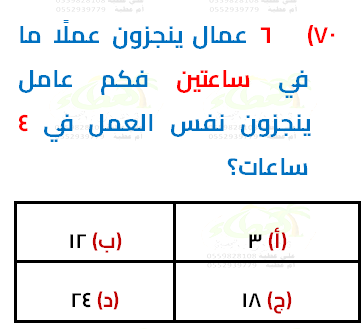 ٧٠) ٦ عمال ينجزون عملًا ما
في ساعتين فكم عامل
ينجزون نفس العمل في ٤
ساعات؟
(أ) ٣
(ب) ١٢
(ج) ١٨
(د) ٢٤